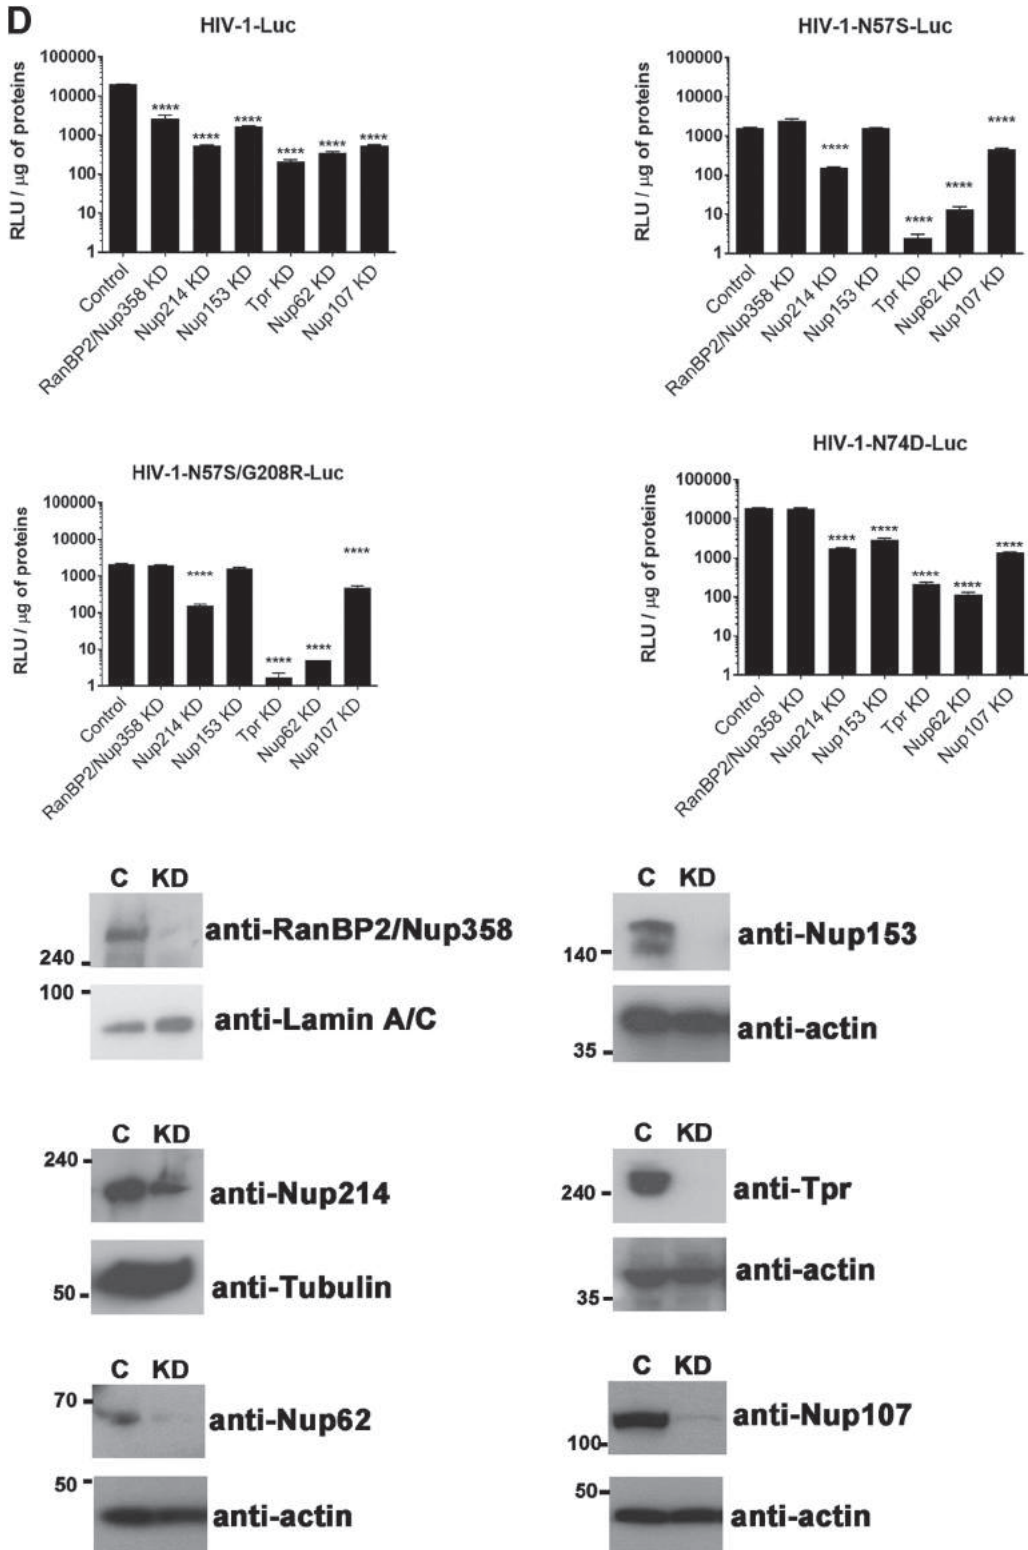 D
HIV-1-Luc
RLU / µg of proteins
100000
10000
1000
100
10
1
****
****
****
****
****
****
Control
RanBP2/Nup358 KD
Nup214 KD
Nup153 KD
Tpr KD
Nup62 KD
Nup107 KD
HIV-1-N57S-Luc
RLU / µg of proteins
100000
10000
1000
100
10
1
****
****
****
****
Control
RanBP2/Nup358 KD
Nup214 KD
Nup153 KD
Tpr KD
Nup62 KD
Nup107 KD
HIV-1-N57S/G208R-Luc
RLU / µg of proteins
100000
10000
1000
100
10
1
****
****
****
****
Control
RanBP2/Nup358 KD
Nup214 KD
Nup153 KD
Tpr KD
Nup62 KD
Nup107 KD
HIV-1-N74D-Luc
RLU / µg of proteins
100000
10000
1000
100
10
1
****
****
****
****
****
Control
RanBP2/Nup358 KD
Nup214 KD
Nup153 KD
Tpr KD
Nup62 KD
Nup107 KD
C KD
240
anti-RanBP2/Nup358
100
anti-Lamin A/C
C KD
140
anti-Nup153
35
anti-actin
C KD
240
anti-Nup214
50
anti-Tubulin
C KD
240
anti-Tpr
35
anti-actin
C KD
70
anti-Nup62
50
anti-actin
C KD
100
anti-Nup107
50
anti-actin